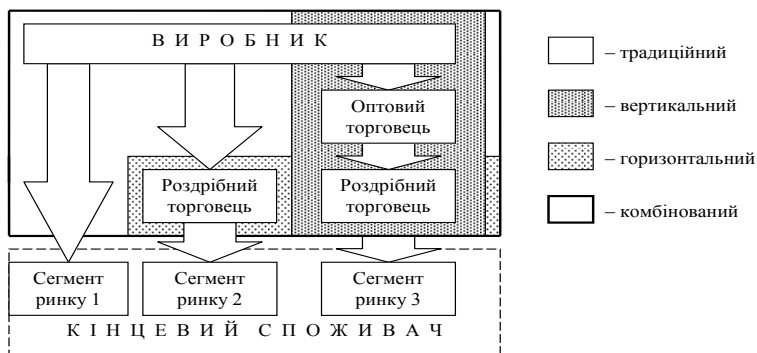 В И Р О Б Н И К
Оптовий
торговець
Роздрібний
торговець
Роздрібний
торговець
Сегмент
ринку 1
Сегмент
ринку 2
Сегмент
ринку 3
К І Н Ц Е В И Й С П О Ж И В А Ч
– традиційний
– вертикальний
– горизонтальний
– комбінований